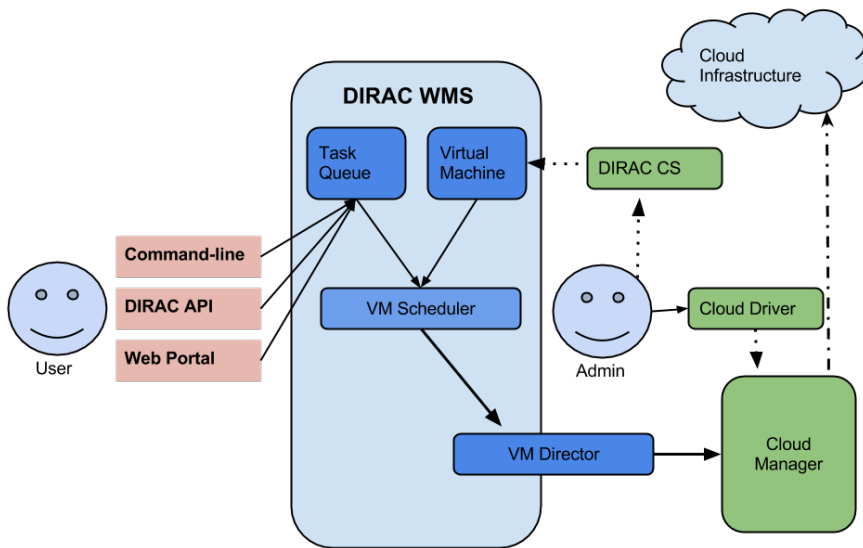 Cloud
Infrastructure
DIRAC WMS
Task
Queue
Virtual
Machine
DIRAC CS
Command-line
DIRAC API
Web Portal
User
VM Scheduler
Admin
Cloud Driver
VM Director
Cloud
Manager